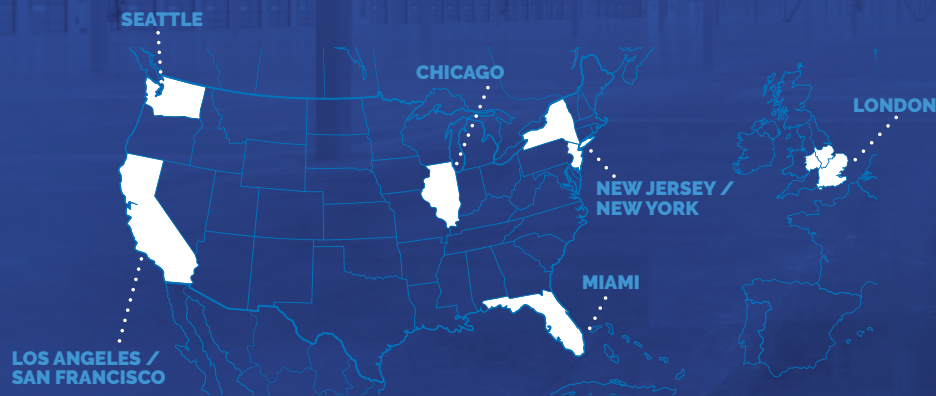 SEATTLE
CHICAGO
LONDON
NEW JERSEY /
NEW YORK
MIAMI
LOS ANGELES /
SAN FRANCISCO